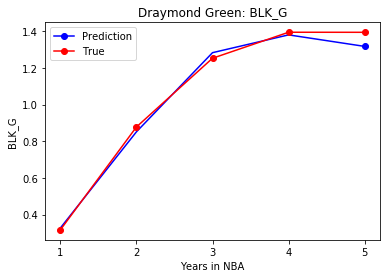 Draymond Green: BLK_G
Prediction
True
1.4
1.2
1.0
0.8
0.6
0.4
BLK_G
1
2
3
4
5
Years in NBA